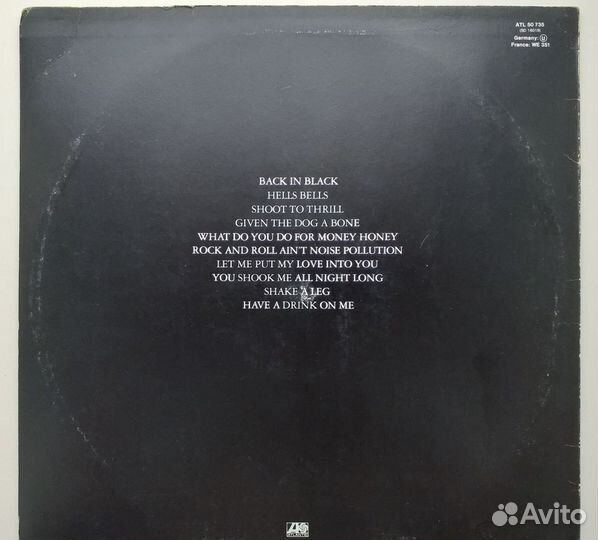 ATL 50 735
(SD 16018)
Germany: U
France: WE 351
BACK IN BLACK
HELLS BELLS
SHOOT TO THRILL
GIVEN THE DOG A BONE
WHAT DO YOU DO FOR MONEY HONEY
ROCK AND ROLL AIN'T NOISE POLLUTION
LET ME PUT MY LOVE INTO YOU
YOU SHOOK ME ALL NIGHT LONG
SHAKE A LEG
HAVE A DRINK ON ME
Avito